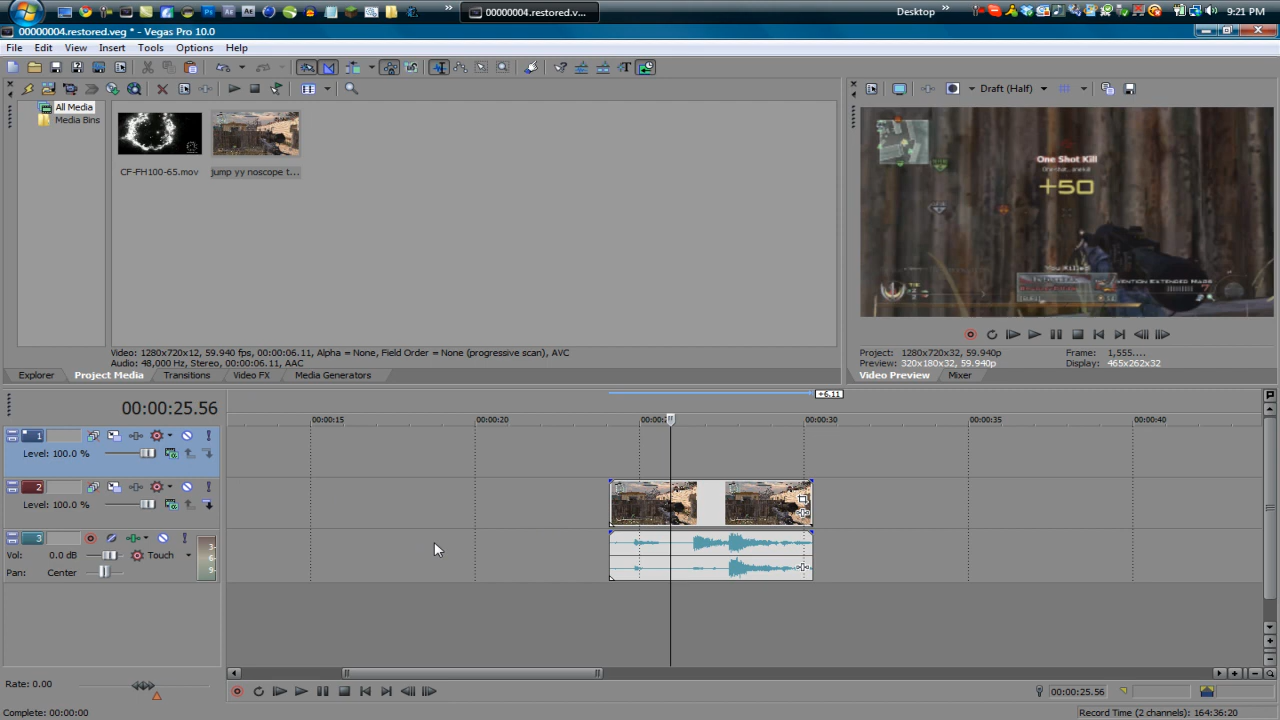 00000004.restored.v...
Desktop
»
9:21 PM
00000004.restored.veg * - Vegas Pro 10.0
File Edit View Insert Tools Options Help
All Media
Media Bins
CF-FH100-65.mov
jump yy noscope t...
Video: 1280x720x12, 59.940 fps, 00:00:06.11, Alpha = None, Field Order = None (progressive scan), AVC
Audio: 48,000 Hz, Stereo, 00:00:06.11, AAC
Explorer Project Media Transitions Video FX Media Generators
Draft (Half)
One Shot Kill
+50
You Killed
Project: 1280x720x32, 59.940p Frame: 1,555....
Preview: 320x180x32, 59.940p Display: 465x262x32
Video Preview Mixer
+6.11
00:00:25.56
00:00:15 00:00:20 00:00:30 00:00:35 00:00:40
1
Level: 100.0 %
2
Level: 100.0 %
3
Vol: 0.0 dB Touch
Pan: Center
3-
6-
9-
Rate: 0.00
00:00:25.56
Complete: 00:00:00
Record Time (2 channels): 164:36:20